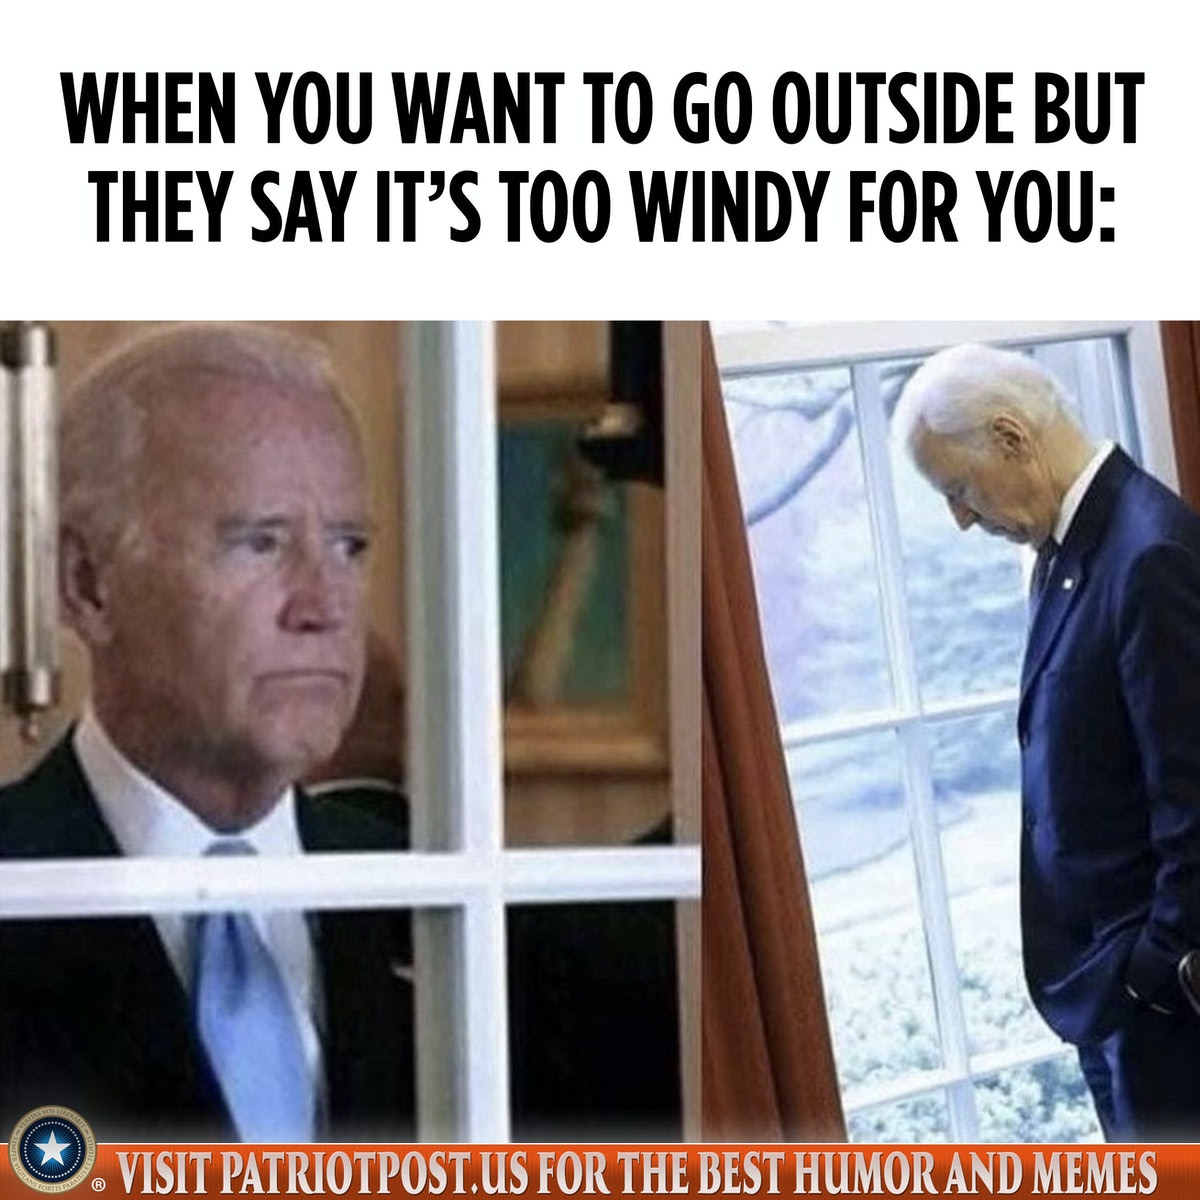 WHEN YOU WANT TO GO OUTSIDE BUT
THEY SAY IT'S TOO WINDY FOR YOU:
® VISIT PATRIOTPOST.US FOR THE BEST HUMOR AND MEMES